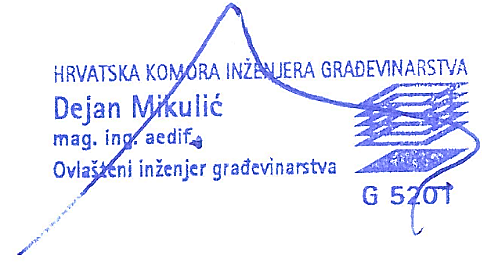 HRVATSKA KOMORA INŽENJERA GRAĐEVINARSTVA
Dejan Mikulić
mag. ing. aedif.
Ovlašteni inženjer građevinarstva
G 5201